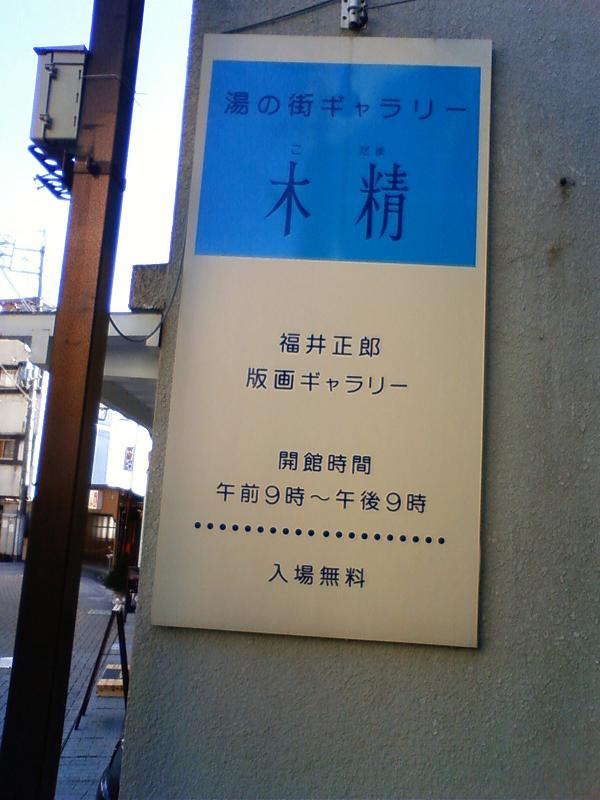 湯の街ギャラリー
こ だま
木精
福井正郎
版画ギャラリー
開館時間
午前9時～午後9時
入場無料